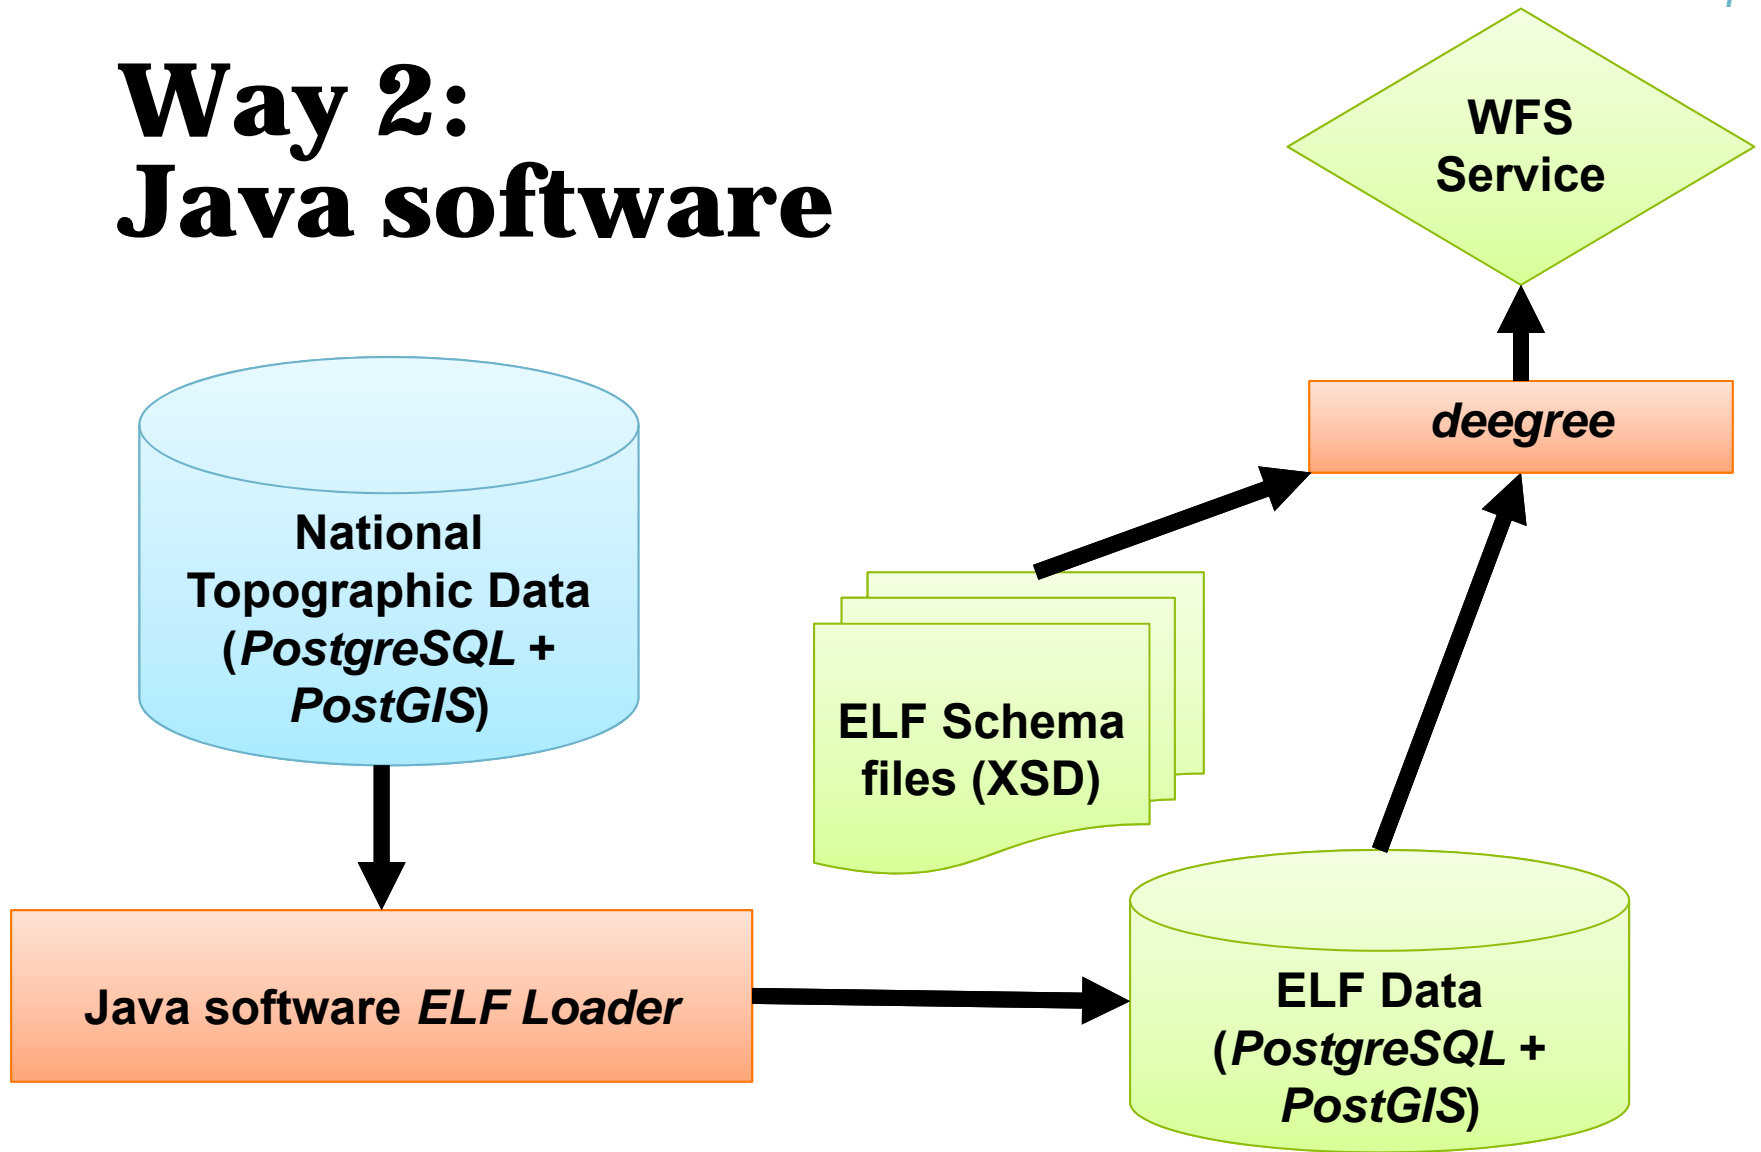 Way 2:
Java software
WFS
Service
deegree
National
Topographic Data
(PostgreSQL +
PostGIS)
ELF Schema
files (XSD)
Java software ELF Loader
ELF Data
(PostgreSQL +
PostGIS)